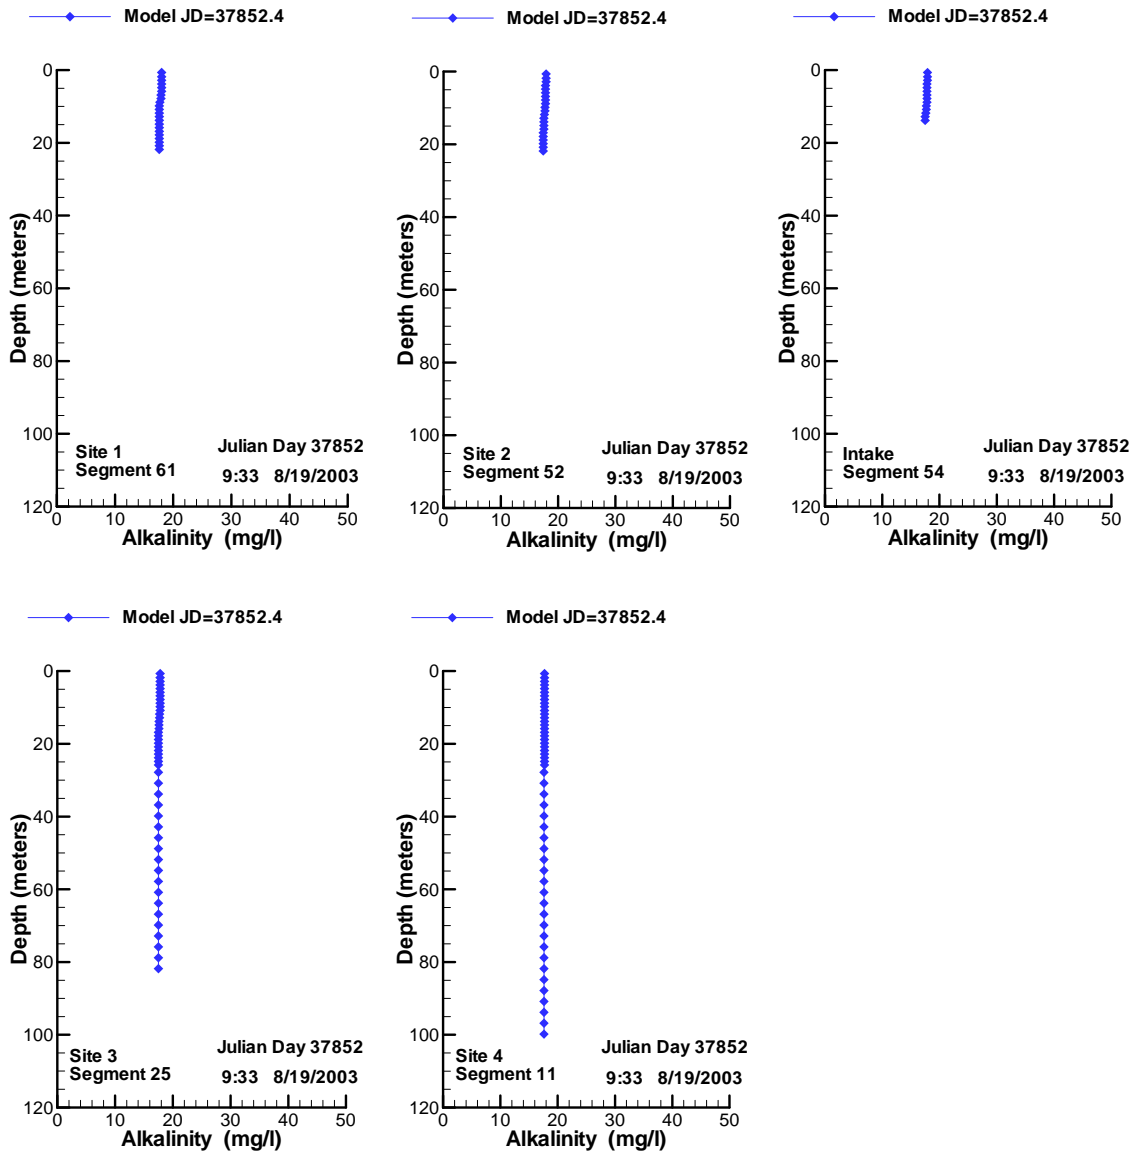 Model JD=37852.4
0
20
40
60
80
100
120
Depth (meters)
Site 1
Segment 61
Julian Day 37852
9:33 8/19/2003
0 10 20 30 40 50
Alkalinity (mg/l)
Model JD=37852.4
0
20
40
60
80
100
120
Depth (meters)
Site 2
Segment 52
Julian Day 37852
9:33 8/19/2003
0 10 20 30 40 50
Alkalinity (mg/l)
Model JD=37852.4
0
20
40
60
80
100
120
Depth (meters)
Intake
Segment 54
Julian Day 37852
9:33 8/19/2003
0 10 20 30 40 50
Alkalinity (mg/l)
Model JD=37852.4
0
20
40
60
80
100
120
Depth (meters)
Site 3
Segment 25
Julian Day 37852
9:33 8/19/2003
0 10 20 30 40 50
Alkalinity (mg/l)
Model JD=37852.4
0
20
40
60
80
100
120
Depth (meters)
Site 4
Segment 11
Julian Day 37852
9:33 8/19/2003
0 10 20 30 40 50
Alkalinity (mg/l)